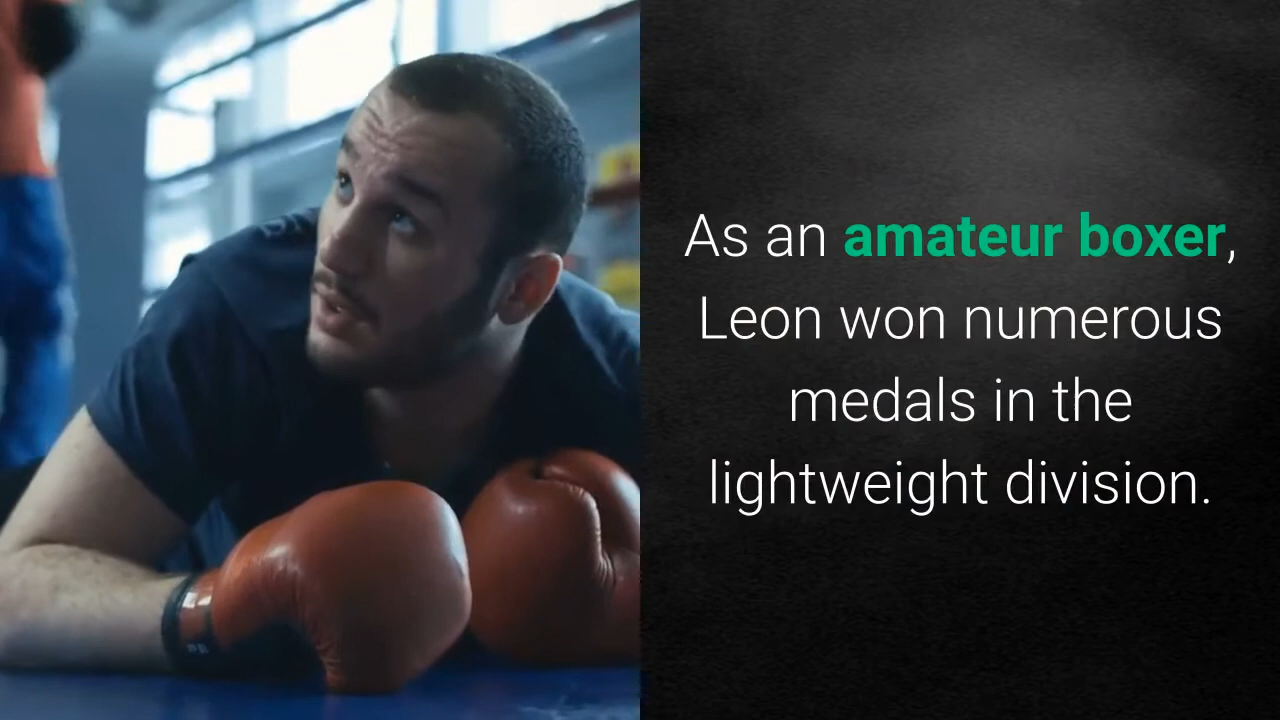 As an amateur boxer,
Leon won numerous
medals in the
lightweight division.